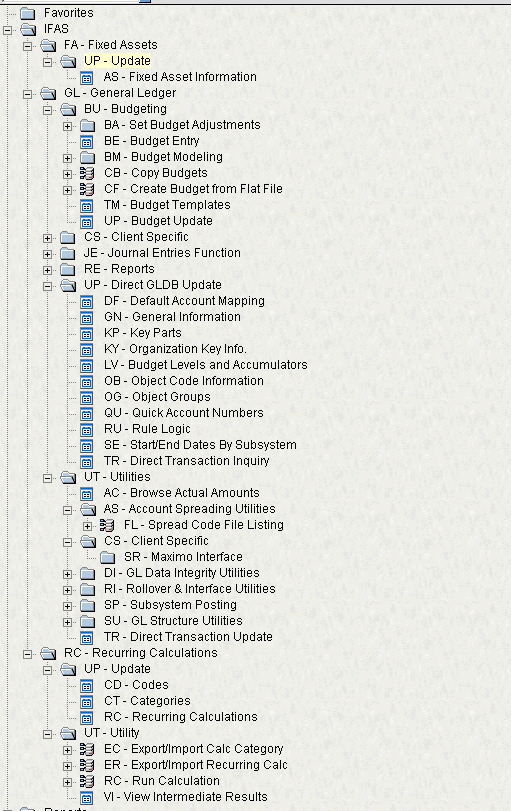 Favorites
IFAS
FA - Fixed Assets
UP - Update
AS - Fixed Asset Information
GL - General Ledger
BU - Budgeting
BA - Set Budget Adjustments
BE - Budget Entry
BM - Budget Modeling
CB - Copy Budgets
CF - Create Budget from Flat File
TM - Budget Templates
UP - Budget Update
CS - Client Specific
JE - Journal Entries Function
RE - Reports
UP - Direct GLDB Update
DF - Default Account Mapping
GN - General Information
KP - Key Parts
KY - Organization Key Info.
LV - Budget Levels and Accumulators
OB - Object Code Information
OG - Object Groups
QU - Quick Account Numbers
RU - Rule Logic
SE - Start/End Dates By Subsystem
TR - Direct Transaction Inquiry
UT - Utilities
AC - Browse Actual Amounts
AS - Account Spreading Utilities
FL - Spread Code File Listing
CS - Client Specific
SR - Maximo Interface
DI - GL Data Integrity Utilities
RI - Rollover & Interface Utilities
SP - Subsystem Posting
SU - GL Structure Utilities
TR - Direct Transaction Update
RC - Recurring Calculations
UP - Update
CD - Codes
CT - Categories
RC - Recurring Calculations
UT - Utility
EC - Export/Import Calc Category
ER - Export/Import Recurring Calc
RC - Run Calculation
VI - View Intermediate Results